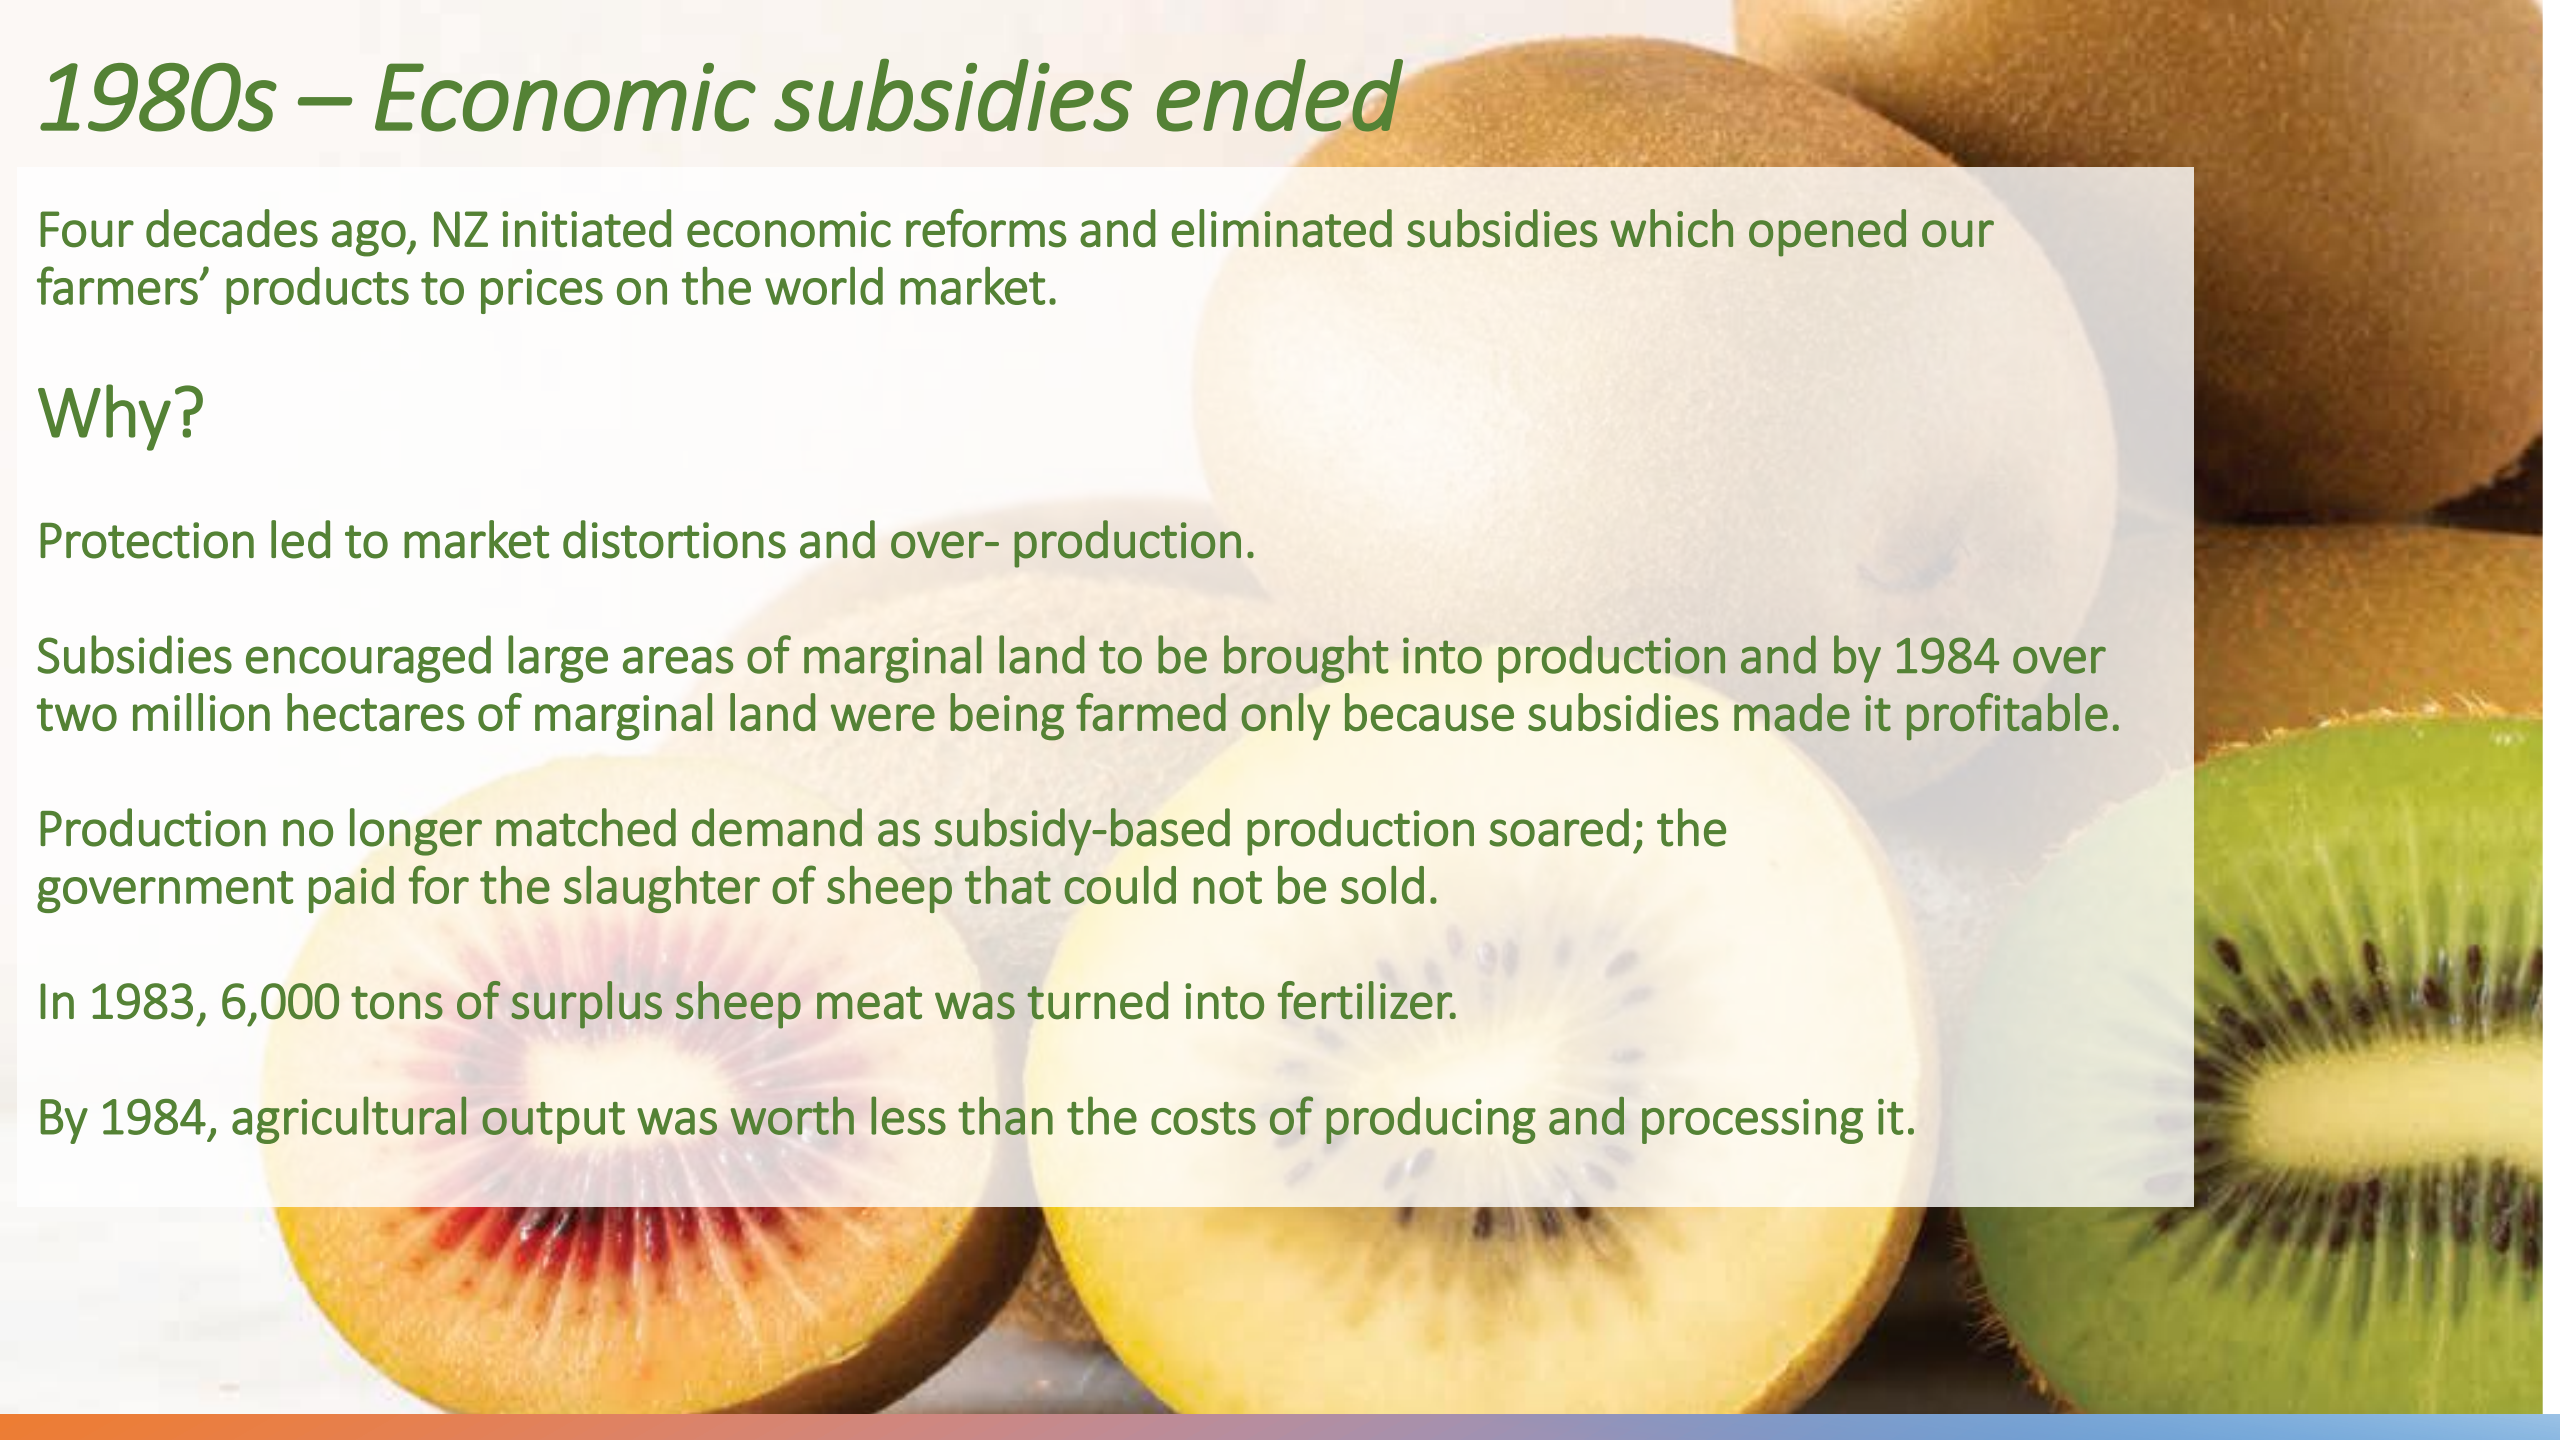 1980s – Economic subsidies ended
Four decades ago, NZ initiated economic reforms and eliminated subsidies which opened our
farmers’ products to prices on the world market.
Why?
Protection led to market distortions and over- production.
Subsidies encouraged large areas of marginal land to be brought into production and by 1984 over
two million hectares of marginal land were being farmed only because subsidies made it profitable.
Production no longer matched demand as subsidy-based production soared; the
government paid for the slaughter of sheep that could not be sold.
In 1983, 6,000 tons of surplus sheep meat was turned into fertilizer.
By 1984, agricultural output was worth less than the costs of producing and processing it.